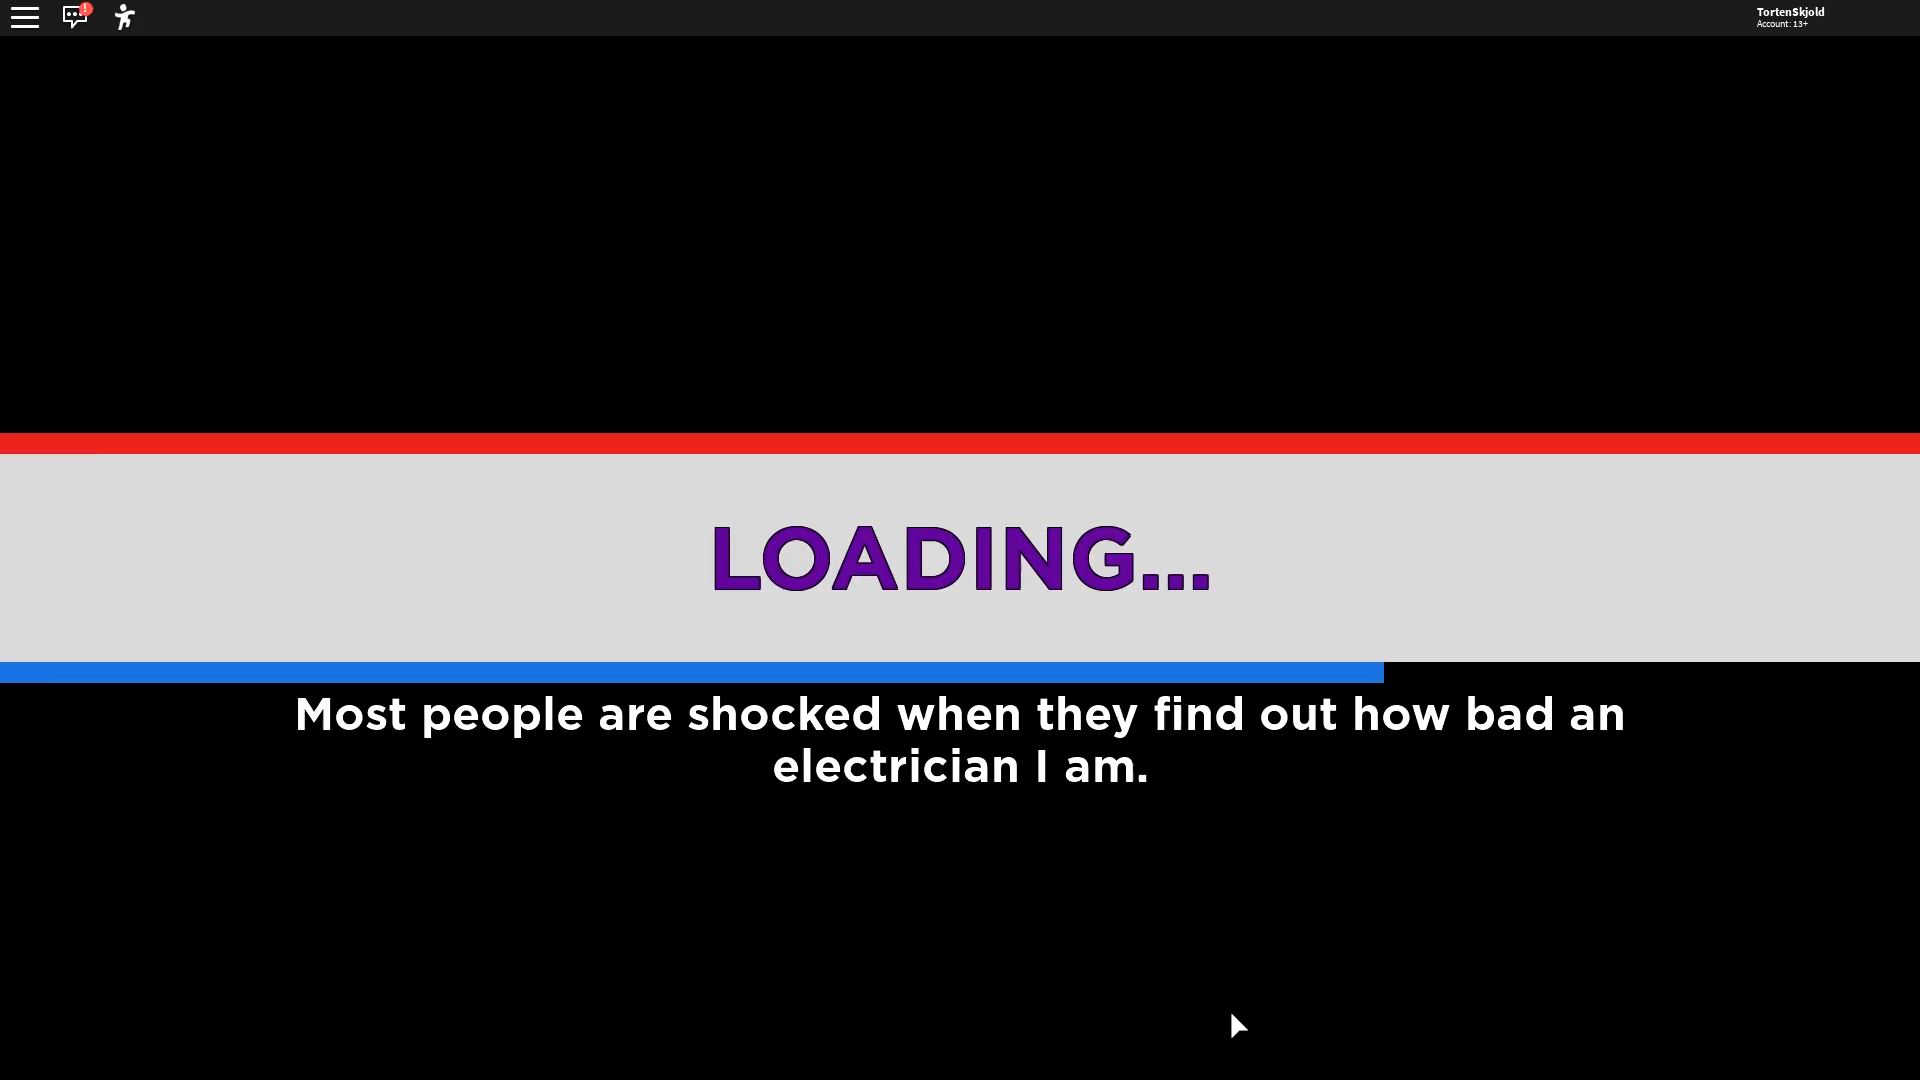 TortenSkjold
Account: 13+
LOADING...
Most people are shocked when they find out how bad an
electrician I am.